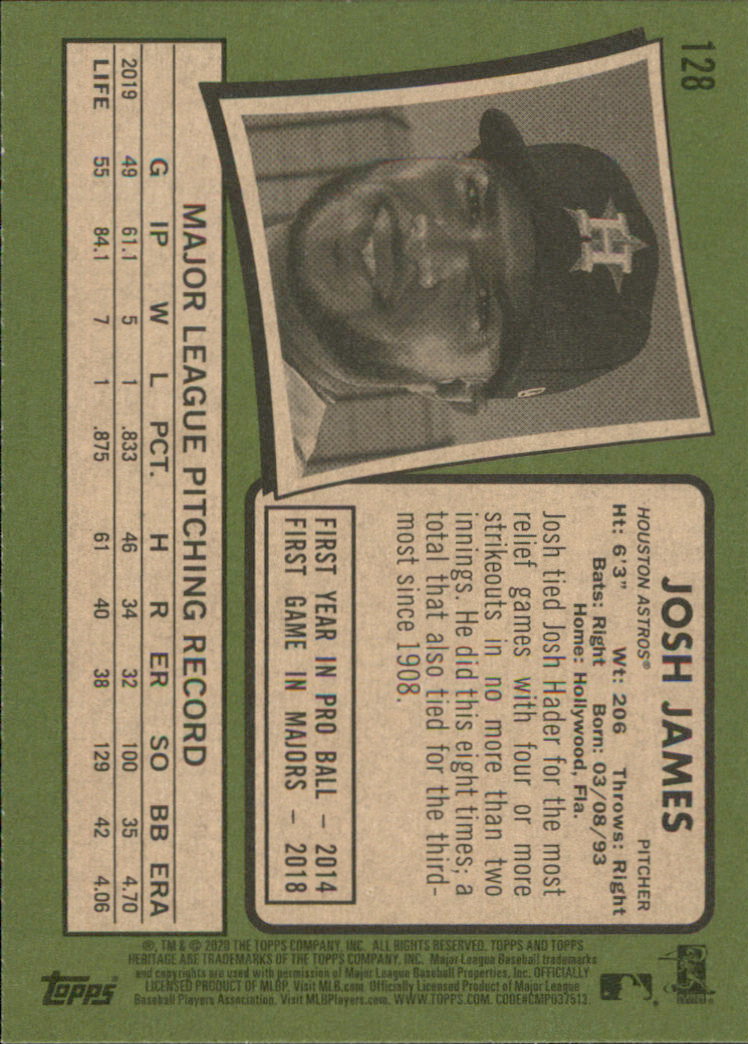 128
JOSH JAMES
HOUSTON ASTROS® PITCHER
Ht: 6'3" Wt: 206 Throws: Right
Bats: Right Born: 03/08/93
Home: Hollywood, Fla.
Josh tied Josh Hader for the most
relief games with four or more
strikeouts in no more than two
innings. He did this eight times; a
total that also tied for the third-
most since 1908.
FIRST YEAR IN PRO BALL – 2014
FIRST GAME IN MAJORS – 2018
H
MAJOR LEAGUE PITCHING RECORD
G IP W L PCT. H R ER SO BB ERA
2019 49 61.1 5 1 .833 46 34 32 100 35 4.70
LIFE 55 84.1 7 1 .875 61 40 38 129 42 4.06
®, TM & © 2020 THE TOPPS COMPANY, INC. ALL RIGHTS RESERVED. TOPPS AND TOPPS
HERITAGE ARE TRADEMARKS OF THE TOPPS COMPANY, INC. Major League Baseball trademarks
and copyrights are used with permission of Major League Baseball Properties, Inc. OFFICIALLY
LICENSED PRODUCT OF MLBP. Visit MLB.com. Officially Licensed Product of Major League
Baseball Players Association. Visit MLBPlayers.com. WWW.TOPPS.COM. CODE#CMP037513.
topps®